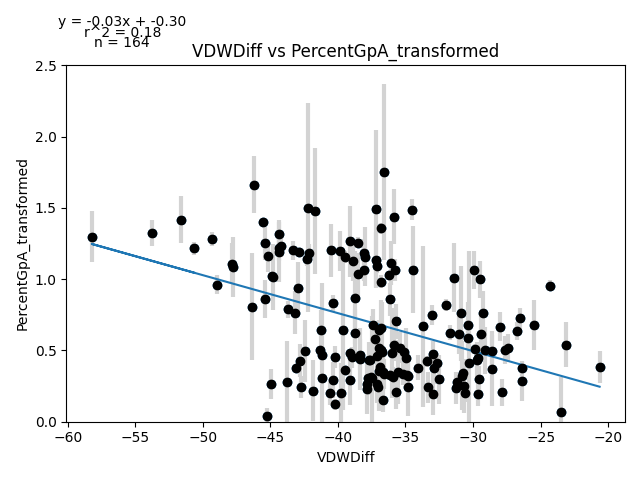 y = -0.03x + -0.30
r^2 = 0.18
n = 164
VDWDiff vs PercentGpA_transformed
2.5
2.0
1.5
1.0
0.5
0.0
PercentGpA_transformed
−60 −55 −50 −45 −40 −35 −30 −25 −20
VDWDiff